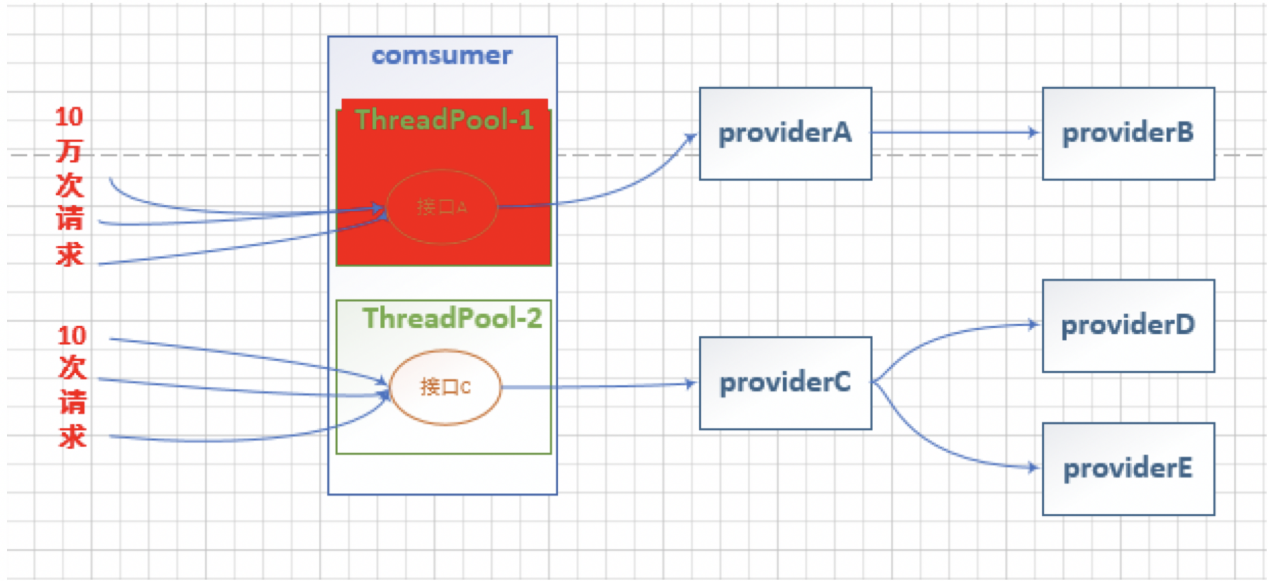 comsumer
10
万
次
请
求
ThreadPool-1
接口A
providerA
providerB
10
次
请
求
ThreadPool-2
接口C
providerC
providerD
providerE